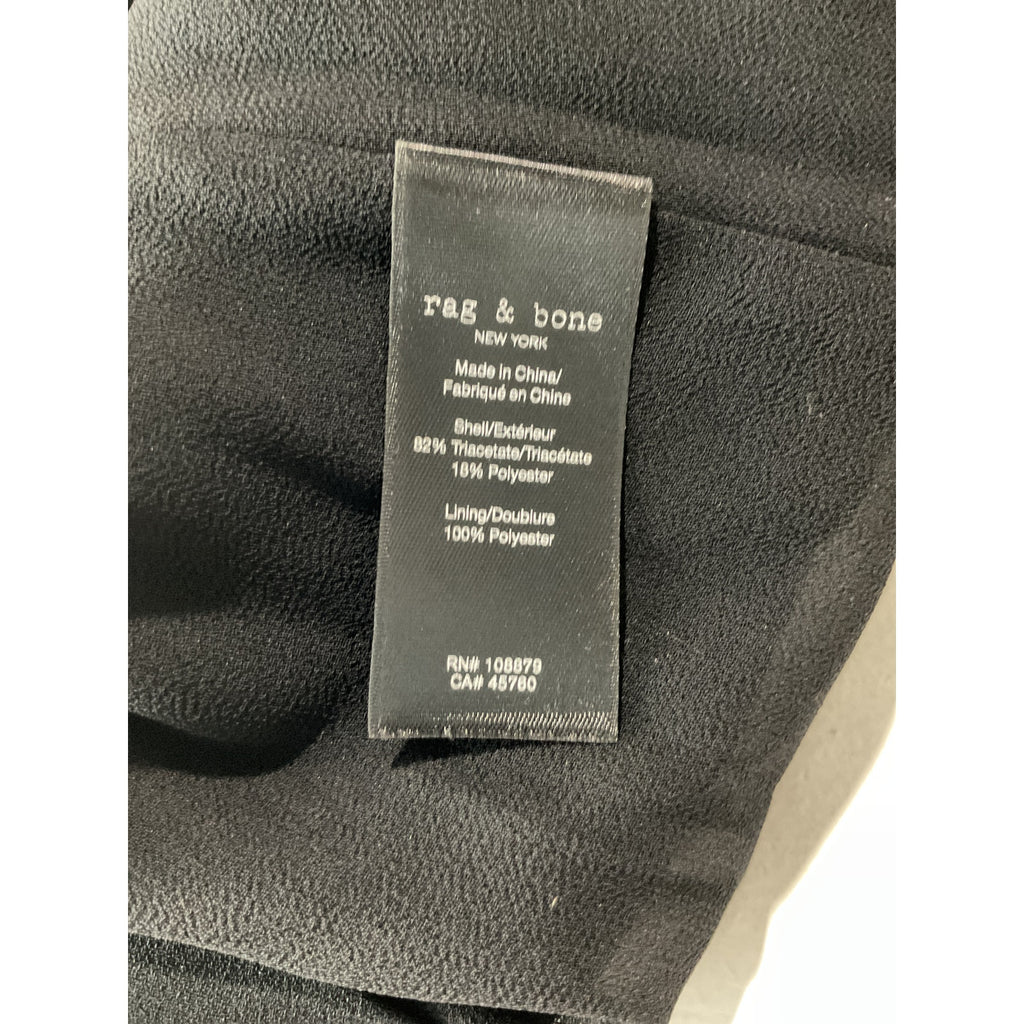 rag & bone
NEW YORK
Made in China/
Fabriqué en Chine
Shell/Extérieur
82% Triacetate/Triacétate
18% Polyester
Lining/Doublure
100% Polyester
RN# 108879
CA# 45760